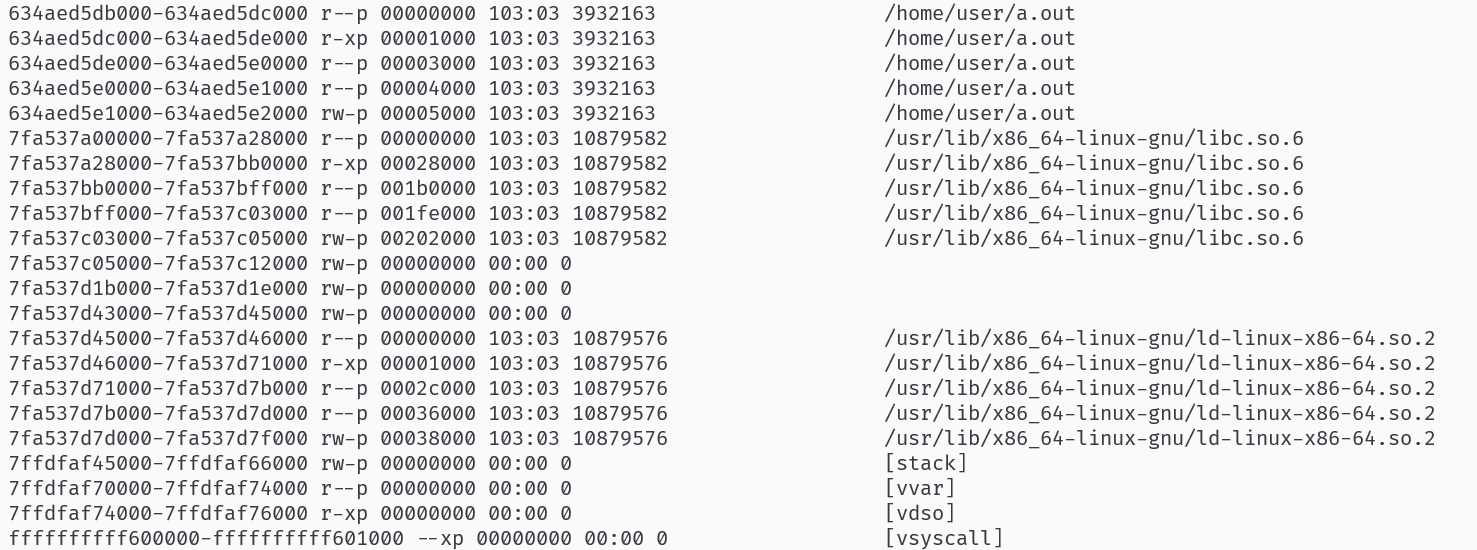 634aed5db000-634aed5dc000 r--p 00000000 103:03 3932163 /home/user/a.out
634aed5dc000-634aed5de000 r-xp 00001000 103:03 3932163 /home/user/a.out
634aed5de000-634aed5e0000 r--p 00003000 103:03 3932163 /home/user/a.out
634aed5e0000-634aed5e1000 r--p 00004000 103:03 3932163 /home/user/a.out
634aed5e1000-634aed5e2000 rw-p 00005000 103:03 3932163 /home/user/a.out
7fa537a00000-7fa537a28000 r--p 00000000 103:03 10879582 /usr/lib/x86_64-linux-gnu/libc.so.6
7fa537a28000-7fa537bb0000 r-xp 00028000 103:03 10879582 /usr/lib/x86_64-linux-gnu/libc.so.6
7fa537bb0000-7fa537bff000 r--p 001b0000 103:03 10879582 /usr/lib/x86_64-linux-gnu/libc.so.6
7fa537bff000-7fa537c03000 r--p 001fe000 103:03 10879582 /usr/lib/x86_64-linux-gnu/libc.so.6
7fa537c03000-7fa537c05000 rw-p 00202000 103:03 10879582 /usr/lib/x86_64-linux-gnu/libc.so.6
7fa537c05000-7fa537c12000 rw-p 00000000 00:00 0
7fa537d1b000-7fa537d1e000 rw-p 00000000 00:00 0
7fa537d43000-7fa537d45000 rw-p 00000000 00:00 0
7fa537d45000-7fa537d46000 r--p 00000000 103:03 10879576 /usr/lib/x86_64-linux-gnu/ld-linux-x86-64.so.2
7fa537d46000-7fa537d71000 r-xp 00001000 103:03 10879576 /usr/lib/x86_64-linux-gnu/ld-linux-x86-64.so.2
7fa537d71000-7fa537d7b000 r--p 0002c000 103:03 10879576 /usr/lib/x86_64-linux-gnu/ld-linux-x86-64.so.2
7fa537d7b000-7fa537d7d000 r--p 00036000 103:03 10879576 /usr/lib/x86_64-linux-gnu/ld-linux-x86-64.so.2
7fa537d7d000-7fa537d7f000 rw-p 00038000 103:03 10879576 /usr/lib/x86_64-linux-gnu/ld-linux-x86-64.so.2
7ffdfaf45000-7ffdfaf66000 rw-p 00000000 00:00 0 [stack]
7ffdfaf70000-7ffdfaf74000 r--p 00000000 00:00 0 [vvar]
7ffdfaf74000-7ffdfaf76000 r-xp 00000000 00:00 0 [vdso]
ffffffffff600000-ffffffffff601000 --xp 00000000 00:00 0 [vsyscall]